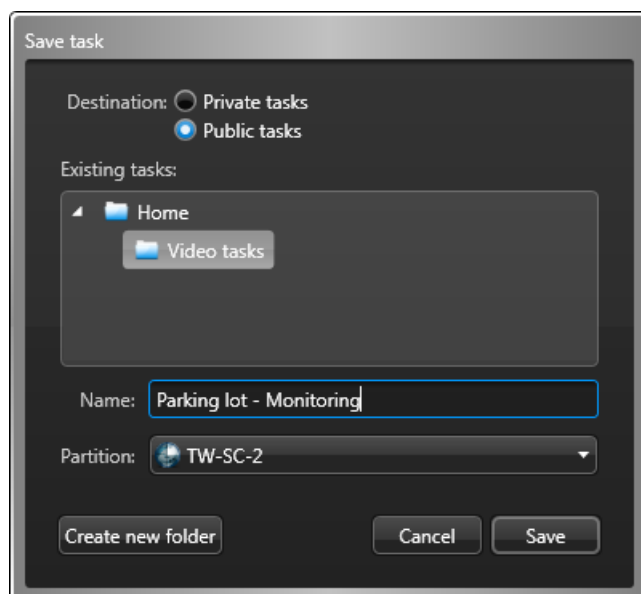 Save task
Destination: Private tasks
Public tasks
Existing tasks:
Home
Video tasks
Name: Parking lot - Monitoring
Partition: TW-SC-2
Create new folder Cancel Save